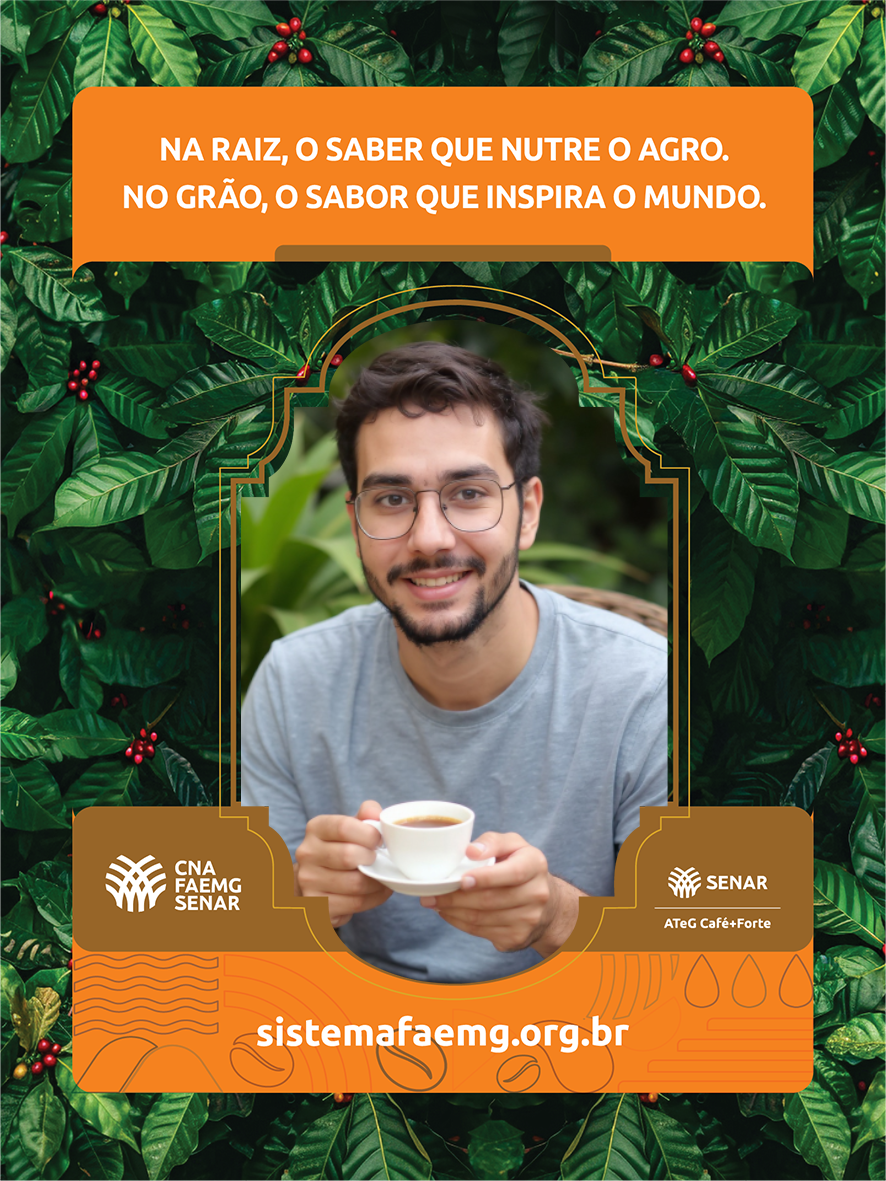 NA RAIZ, O SABER QUE NUTRE O AGRO.
NO GRÃO, O SABOR QUE INSPIRA O MUNDO.
CNA
FAEMG
SENAR
SENAR
ATeG Café+Forte
sistemafaemg.org.br